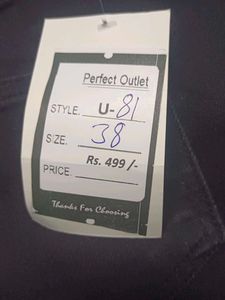 Perfect Outlet
STYLE. U-81
SIZE: 38
Rs. 499/-
PRICE:
Thanks For Choosing